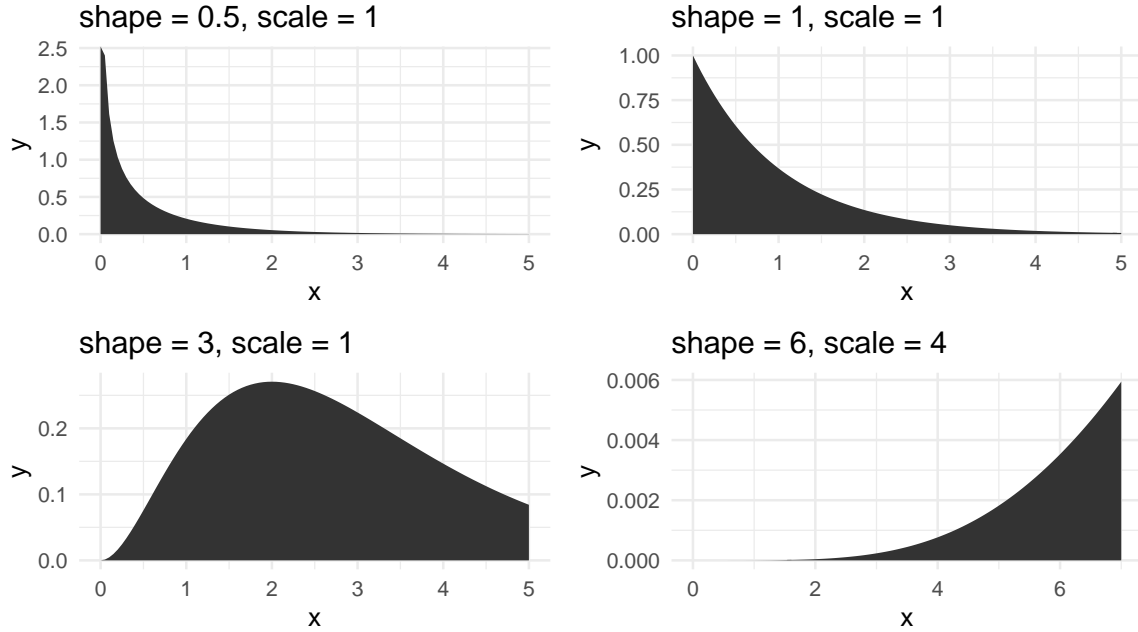 shape = 0.5, scale = 1
2.5
2.0
1.5
1.0
0.5
0.0
y
0 1 2 3 4 5
x
shape = 1, scale = 1
1.00
0.75
0.50
0.25
0.00
y
0 1 2 3 4 5
x
shape = 3, scale = 1
0.2
0.1
0.0
y
0 1 2 3 4 5
x
shape = 6, scale = 4
0.006
0.004
0.002
0.000
y
0 2 4 6
x